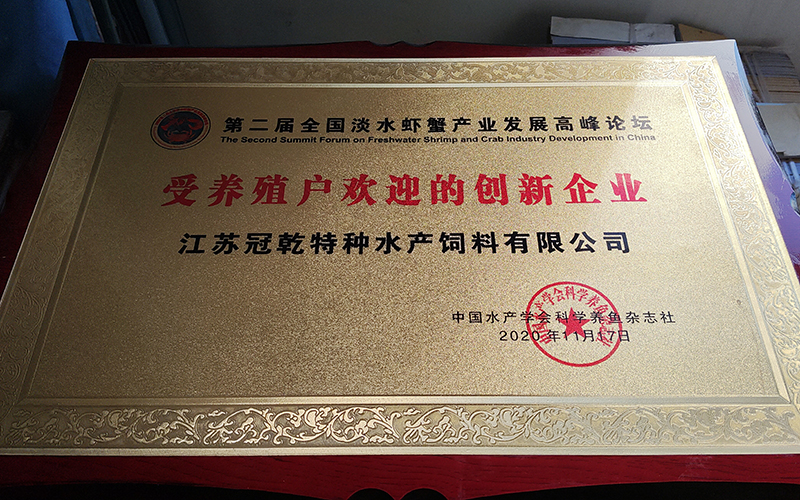 第二届全国淡水虾蟹产业发展高峰论坛
The Second Summit Forum on Freshwater Shrimp and Crab Industry Development in China
受养殖户欢迎的创新企业
江苏冠乾特种水产饲料有限公司
中国水产学会科学养鱼杂志社
2020年11月17日